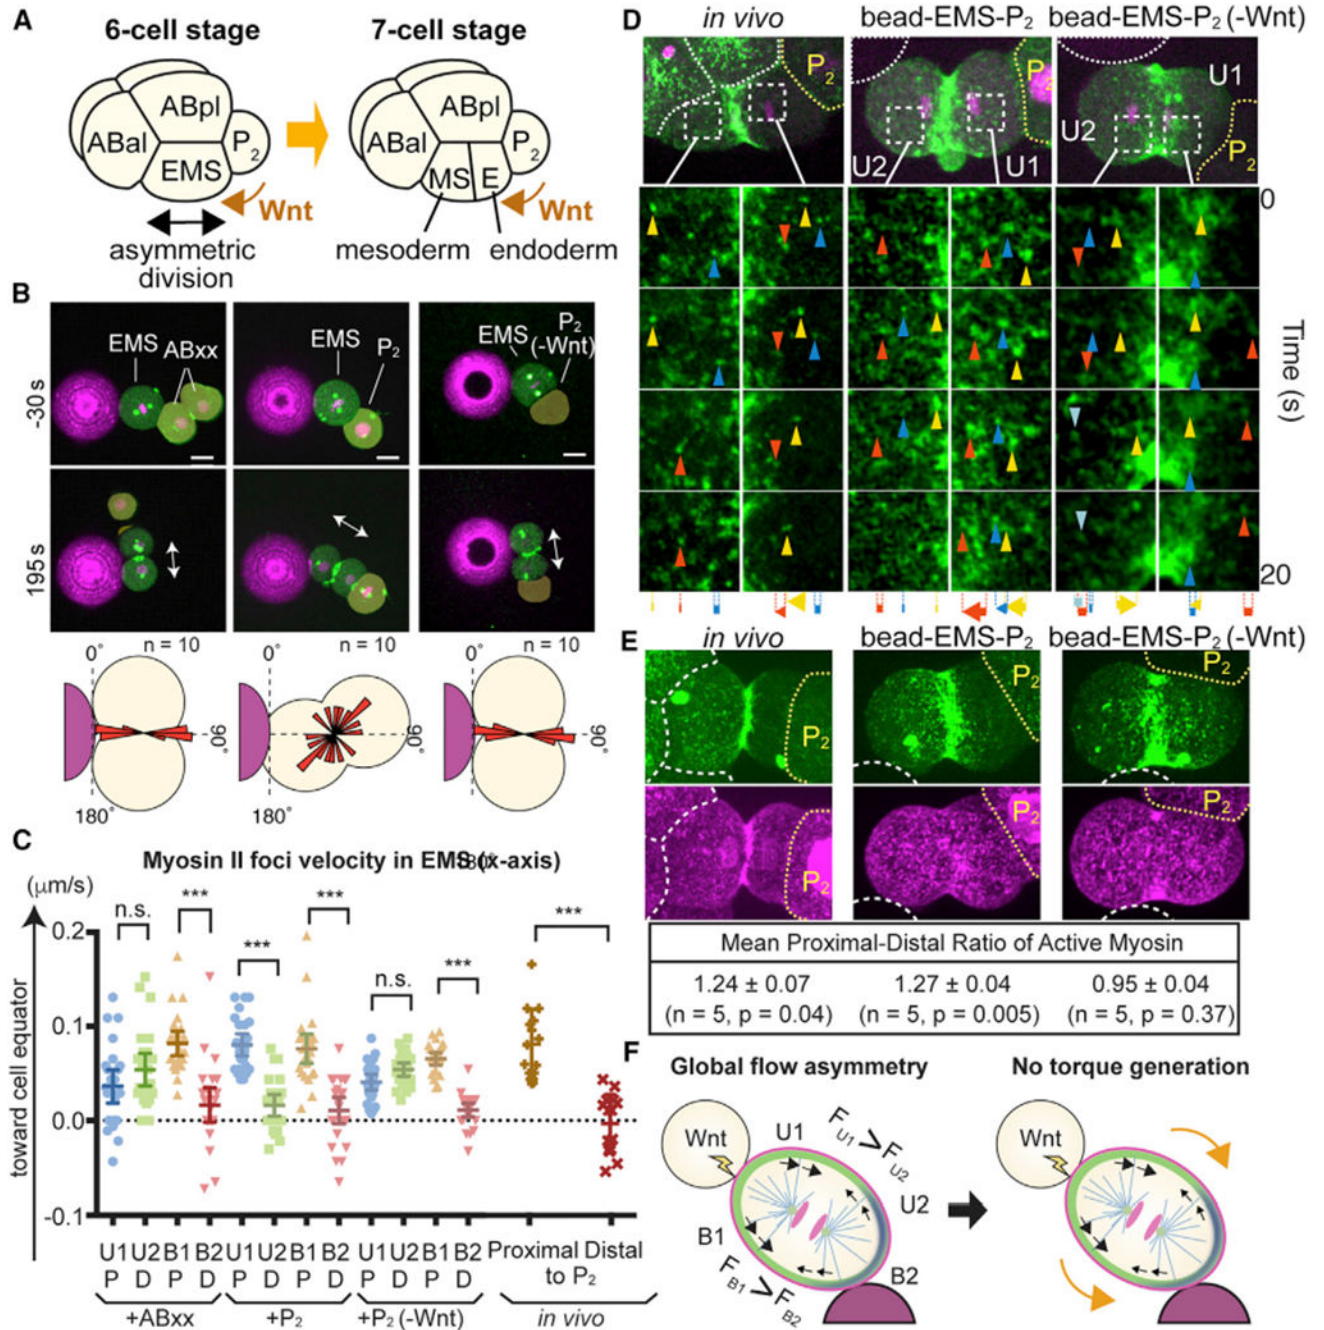 A
6-cell stage
7-cell stage
ABpl
ABal
EMS
P2
Wnt
asymmetric
division
ABpl
ABal
MS
E
P2
Wnt
mesoderm
endoderm
B
-30 s
EMS
ABxx
EMS
P2
EMS
P2
(-Wnt)
195 s
0°
n = 10
90°
180°
0°
n = 10
90°
180°
0°
n = 10
90°
C
Myosin II foci velocity in EMS (x-axis)
(μm/s)
toward cell equator
0.2
0.1
0.0
-0.1
n.s.
***
***
***
n.s.
***
***
U1 U2 B1 B2 U1 U2 B1 B2 U1 U2 B1 B2 Proximal Distal
P D P D P D P D P D P D to P2
+ABxx
+P2
+P2 (-Wnt)
in vivo
D
in vivo
bead-EMS-P2
bead-EMS-P2 (-Wnt)
P2
P2
U2
U1
U1
U2
P2
0
Time (s)
20
E
in vivo
bead-EMS-P2
bead-EMS-P2 (-Wnt)
P2
P2
P2
P2
P2
P2
Mean Proximal-Distal Ratio of Active Myosin
1.24 ± 0.07
1.27 ± 0.04
0.95 ± 0.04
(n = 5, p = 0.04)
(n = 5, p = 0.005)
(n = 5, p = 0.37)
F
Global flow asymmetry
No torque generation
Wnt
U1
FU1 > FU2
U2
B1
FB1 > FB2
B2
Wnt